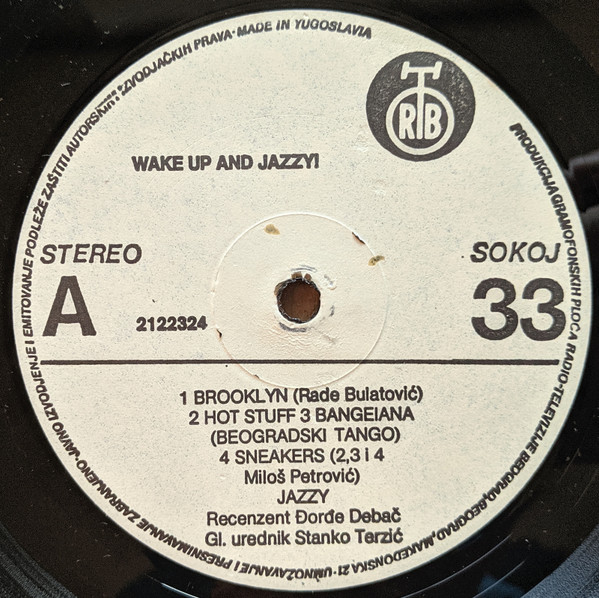 PRODUKCIJA GRAMOFONSKIH PLOČA RADIO-TELEVIZIJE BEOGRAD, BEOGRAD, MAKEDONSKA 21 · UMNOŽAVANJE I PRESNIMAVANJE ZABRANJENO · JAVNO IZVODJENJE I EMITOVANJE PODLEŽE ZAŠTITI AUTORSKIH I IZVODJAČKIH PRAVA · MADE IN YUGOSLAVIA
RTB
WAKE UP AND JAZZY!
STEREO
SOKOJ
A
2122324
33
1 BROOKLYN (Rade Bulatović)
2 HOT STUFF 3 BANGEIANA
(BEOGRADSKI TANGO)
4 SNEAKERS (2,3 i 4
Miloš Petrović)
JAZZY
Recenzent Đorđe Debač
Gl. urednik Stanko Terzić